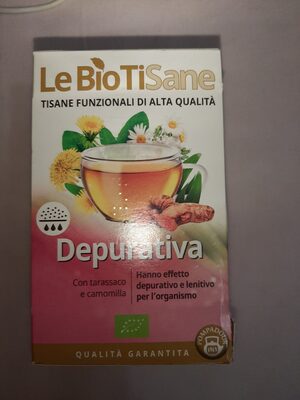 Le BioTiSane
TISANE FUNZIONALI DI ALTA QUALITÀ
Depurativa
Con tarassaco
e camomilla
Hanno effetto
depurativo e lenitivo
per l'organismo
QUALITÀ GARANTITA
POMPADOUR